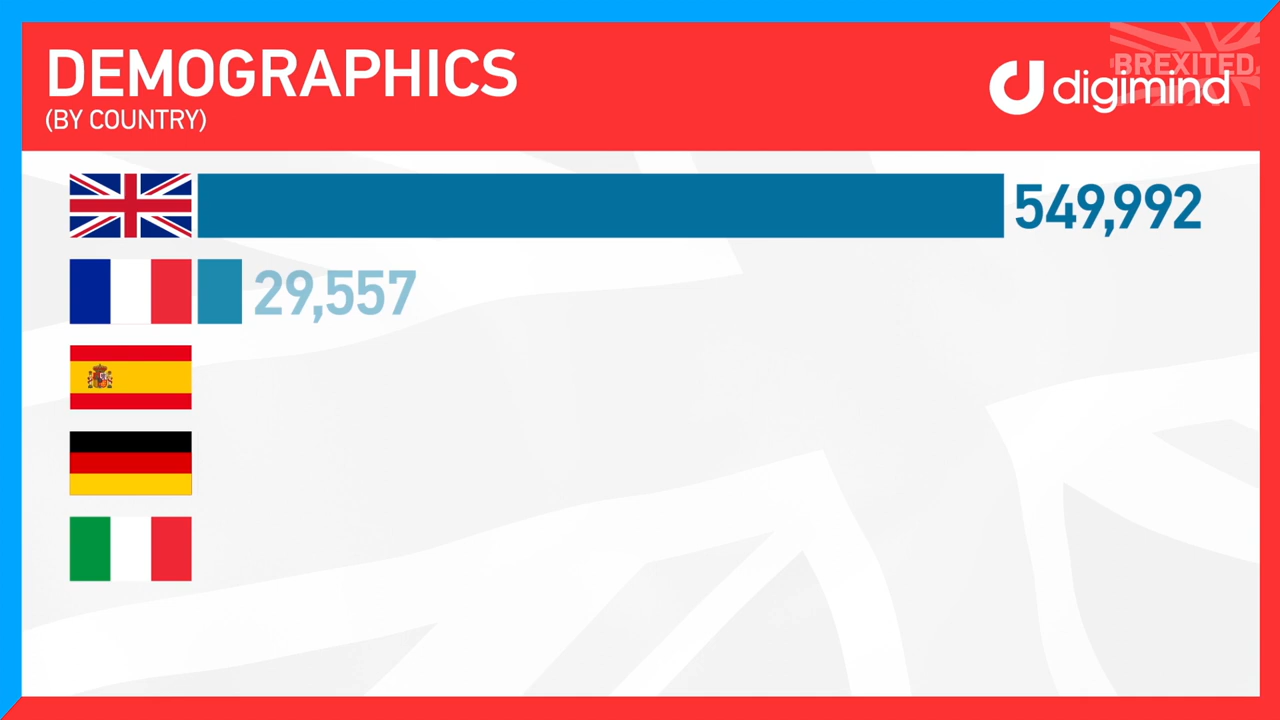 DEMOGRAPHICS
(BY COUNTRY)
BREXITED
digimind
549,992
29,557